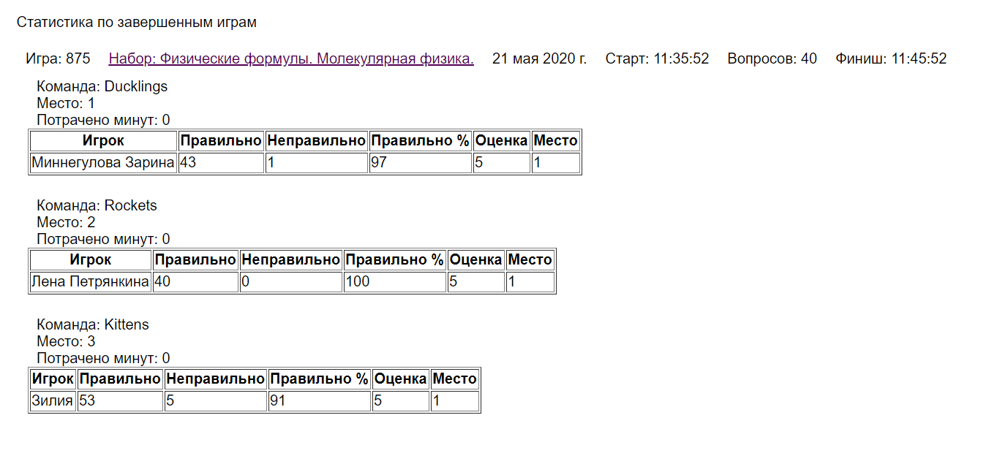 Статистика по завершенным играм
Игра: 875 Набор: Физические формулы. Молекулярная физика. 21 мая 2020 г. Старт: 11:35:52 Вопросов: 40 Финиш: 11:45:52
Команда: Ducklings
Место: 1
Потрачено минут: 0
Игрок Правильно Неправильно Правильно % Оценка Место
Миннегулова Зарина 43 1 97 5 1
Команда: Rockets
Место: 2
Потрачено минут: 0
Игрок Правильно Неправильно Правильно % Оценка Место
Лена Петрянкина 40 0 100 5 1
Команда: Kittens
Место: 3
Потрачено минут: 0
Игрок Правильно Неправильно Правильно % Оценка Место
Зилия 53 5 91 5 1